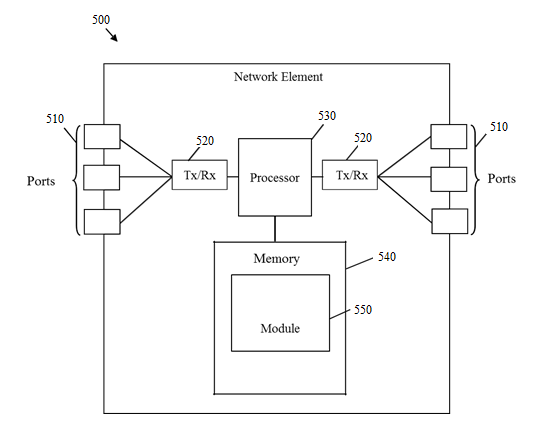 500
Network Element
510
530
510
520
520
Tx/Rx
Processor
Tx/Rx
Ports
Ports
Memory
540
550
Module